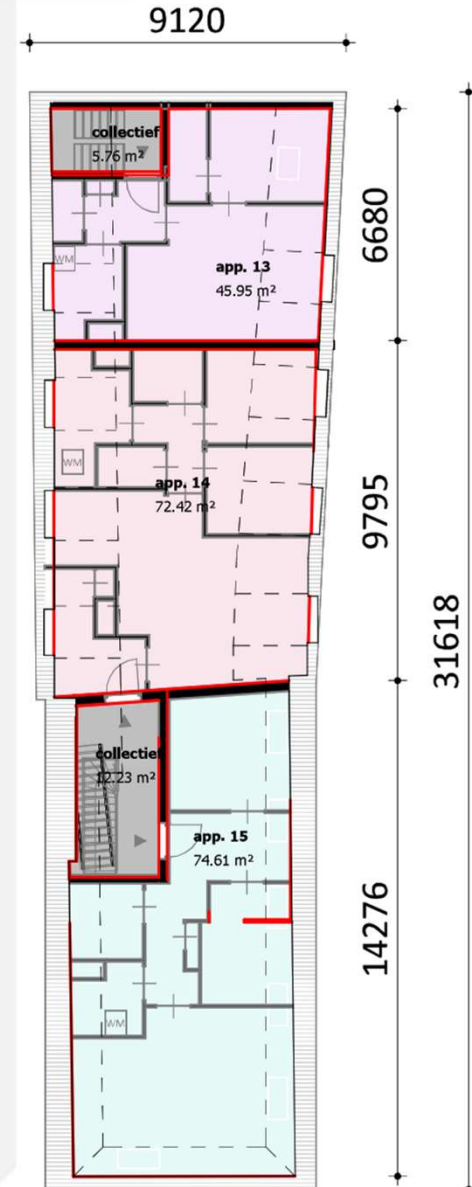 9120
collectief
5.76 m²
6680
app. 13
45.95 m²
WM
WM
app. 14
72.42 m²
9795
31618
collectief
12.23 m²
app. 15
74.61 m²
14276
WM